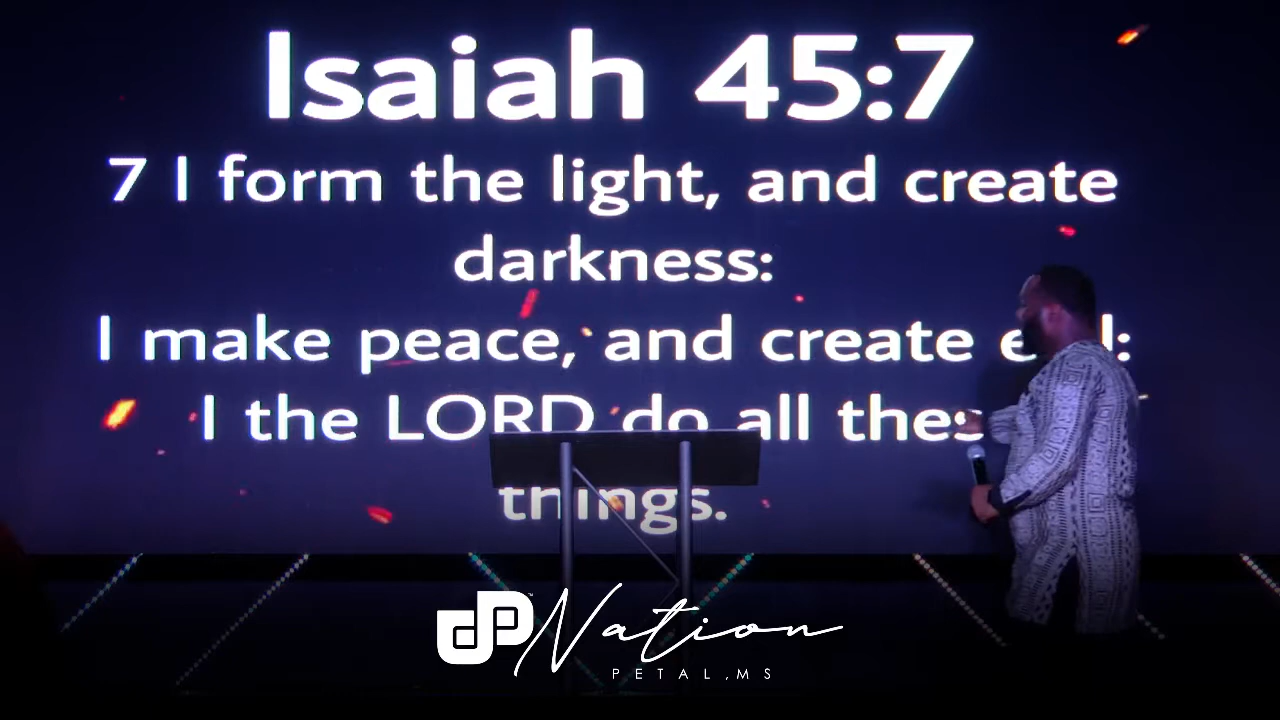 Isaiah 45:7
7 I form the light, and create
darkness:
I make peace, and create
I the LORD do all
things.
dP Nation
PETAL,MS